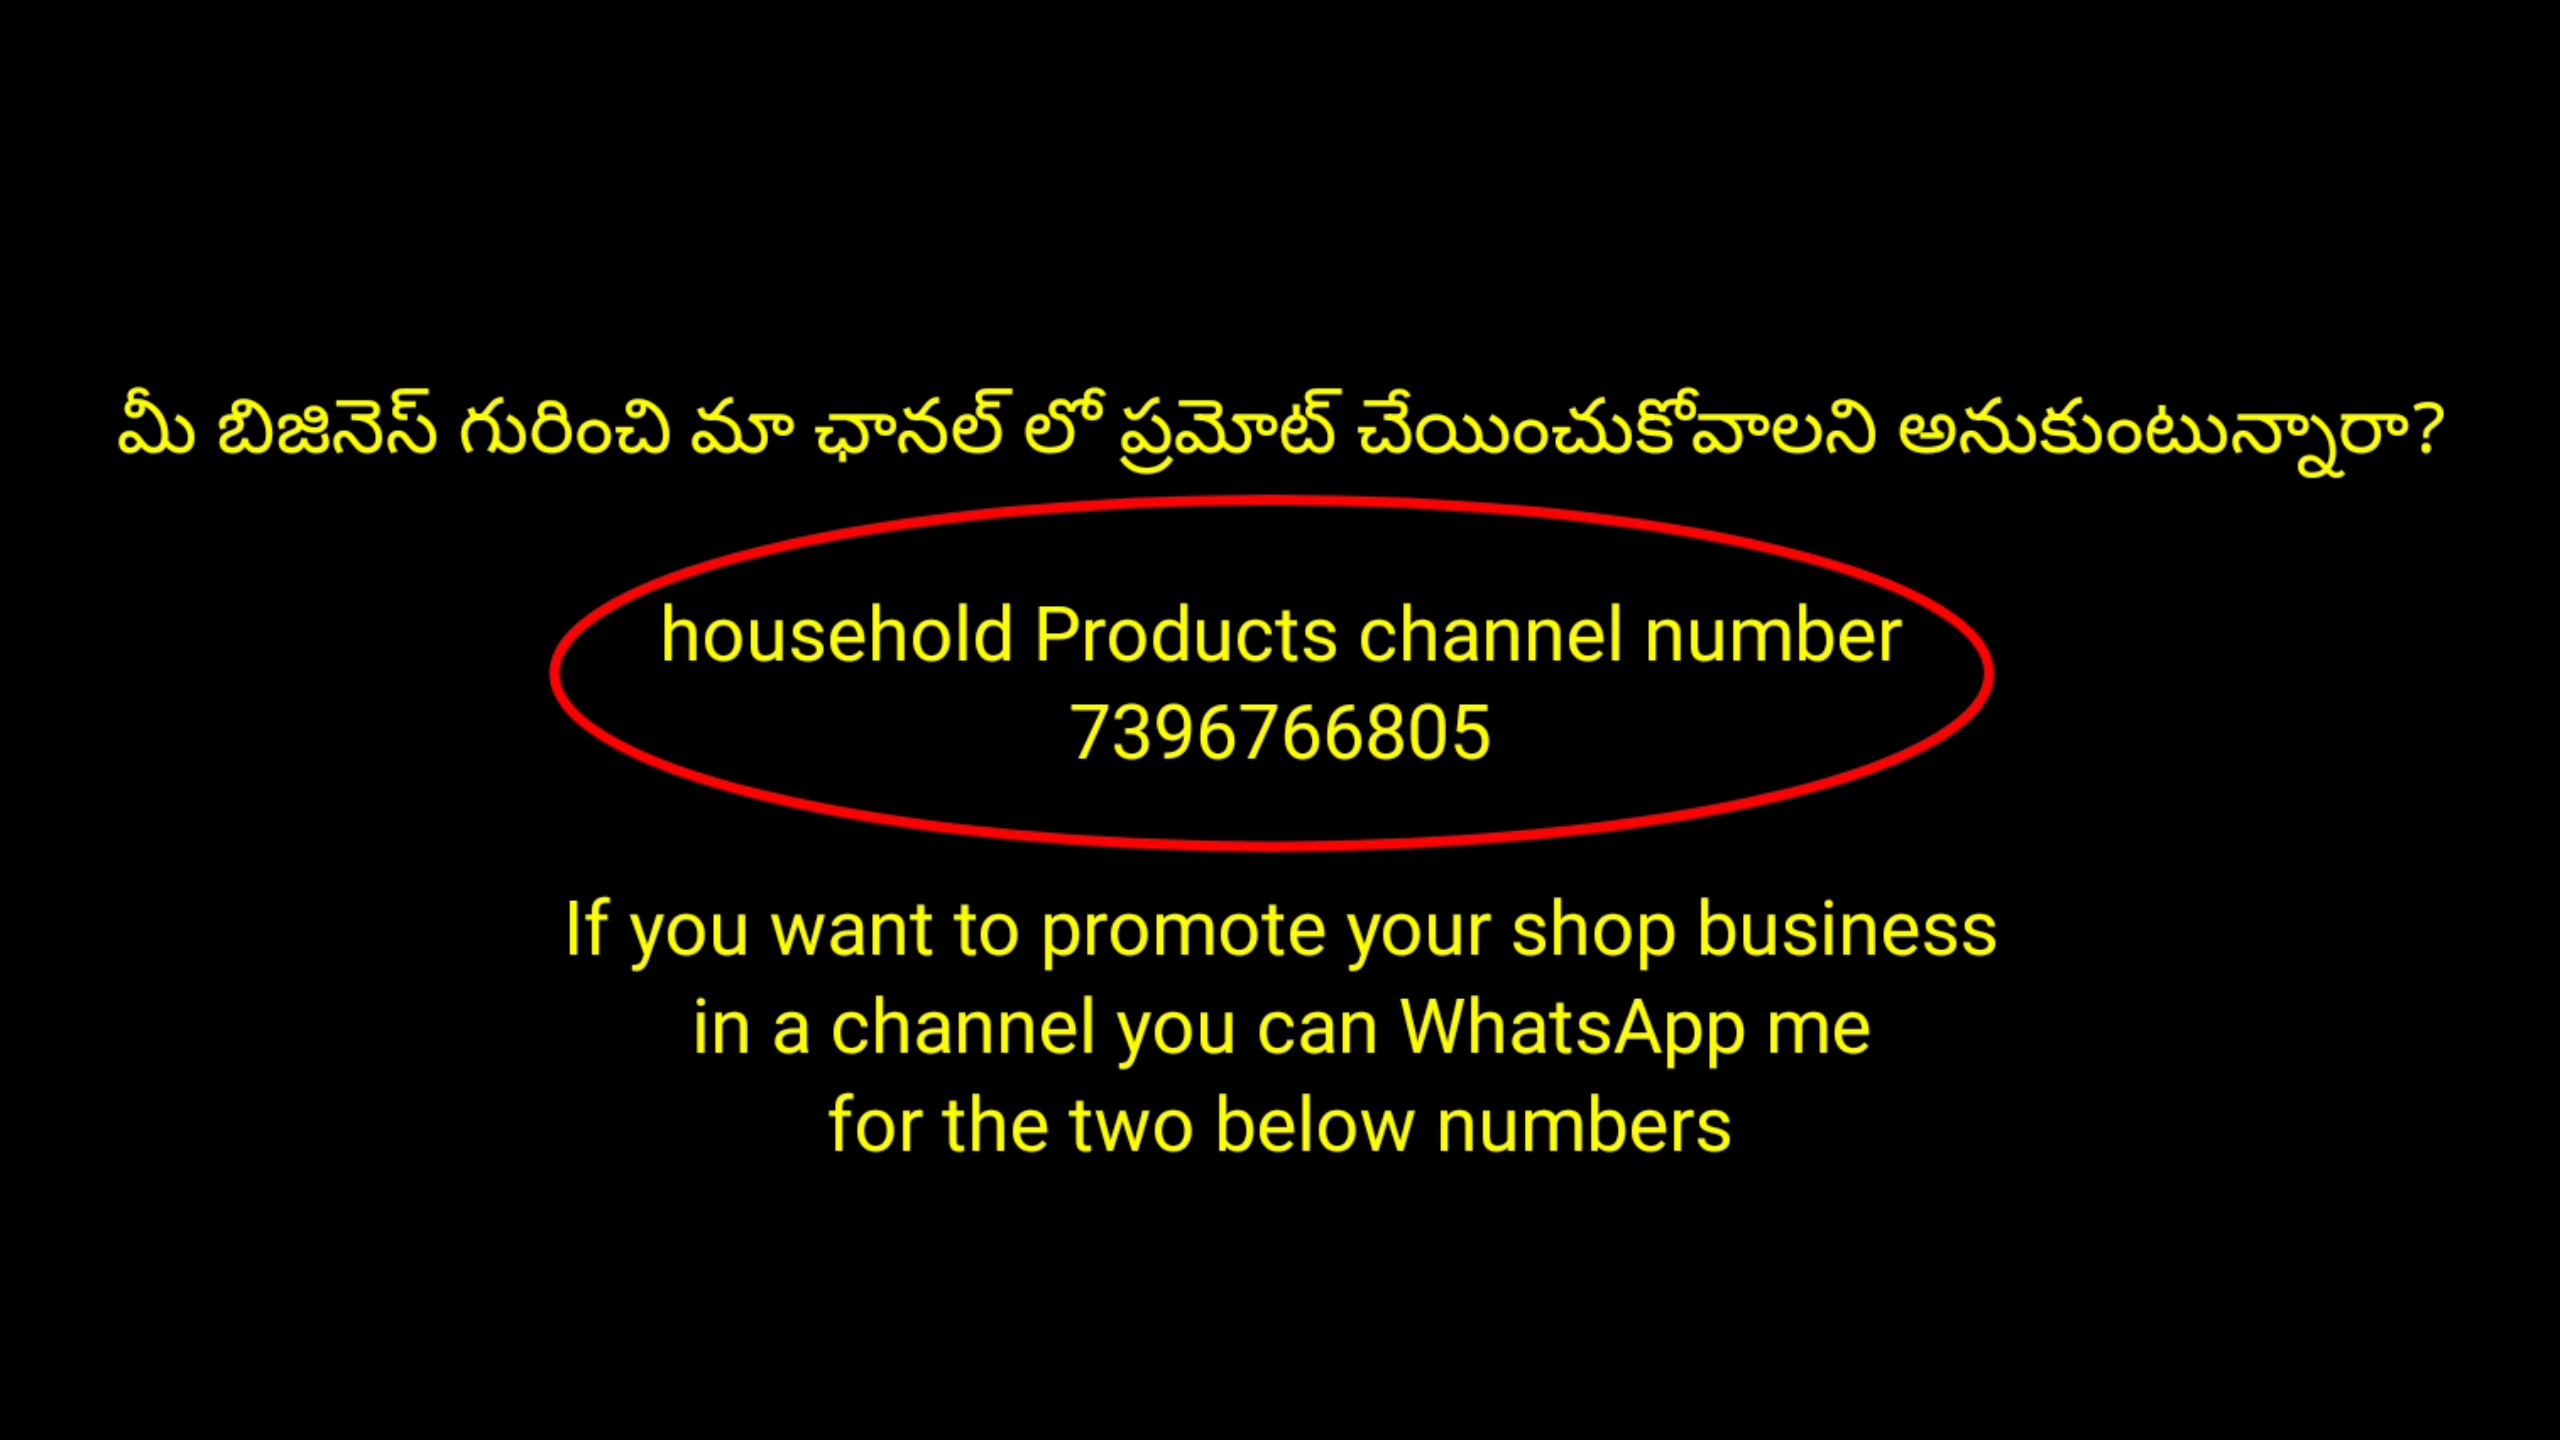 మీ బిజినెస్ గురించి మా ఛానల్ లో ప్రమోట్ చేయించుకోవాలని అనుకుంటున్నారా?
household Products channel number
7396766805
If you want to promote your shop business
in a channel you can WhatsApp me
for the two below numbers